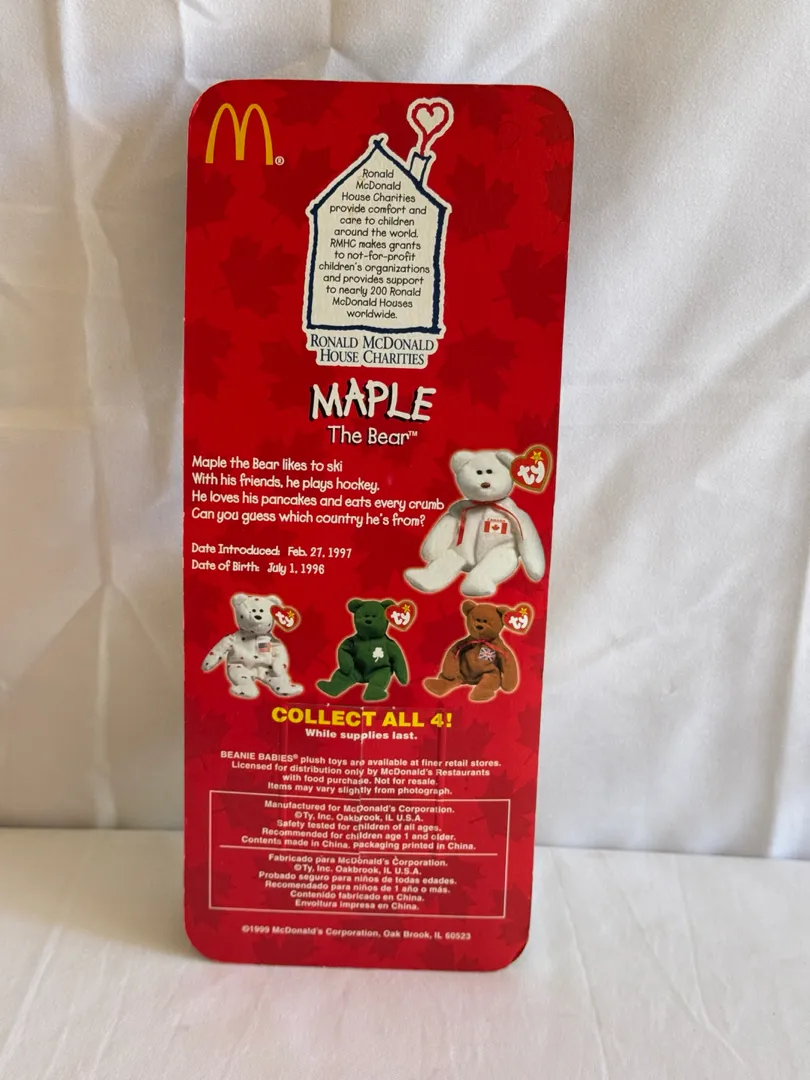 ®
Ronald
McDonald
House Charities
provide comfort and
care to children
around the world.
RMHC makes grants
to not-for-profit
children's organizations
and provides support
to nearly 200 Ronald
McDonald Houses
worldwide.
RONALD MCDONALD
HOUSE CHARITIES
MAPLE
The Bear™
Maple the Bear likes to ski
With his friends, he plays hockey.
He loves his pancakes and eats every crumb
Can you guess which country he's from?
ty
Canada
Date Introduced: Feb. 27, 1997
Date of Birth: July 1, 1996
ty
ty
ty
COLLECT ALL 4!
While supplies last.
BEANIE BABIES® plush toys are available at finer retail stores.
Licensed for distribution only by McDonald's Restaurants
with food purchase. Not for resale.
Items may vary slightly from photograph.
Manufactured for McDonald's Corporation.
©Ty, Inc. Oakbrook, IL U.S.A.
Safety tested for children of all ages.
Recommended for children age 1 and older.
Contents made in China. packaging printed in China.
Fabricado para McDonald's Corporation.
©Ty, Inc. Oakbrook, IL U.S.A.
Probado seguro para niños de todas edades.
Recomendado para niños de 1 año o más.
Contenido fabricado en China.
Envoltura impresa en China.
©1999 McDonald's Corporation, Oak Brook, IL 60523